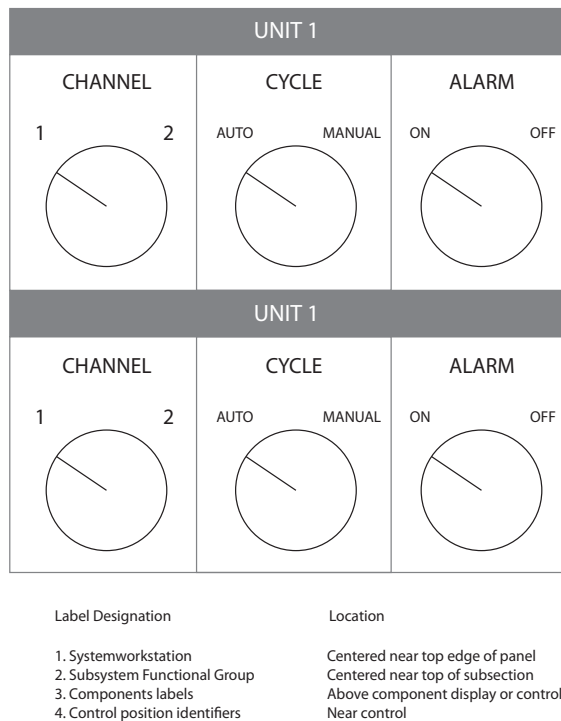 UNIT 1
CHANNEL CYCLE ALARM
1 2 AUTO MANUAL ON OFF
UNIT 1
CHANNEL CYCLE ALARM
1 2 AUTO MANUAL ON OFF
Label Designation Location
1. Systemworkstation Centered near top edge of panel
2. Subsystem Functional Group Centered near top of subsection
3. Components labels Above component display or control
4. Control position identifiers Near control